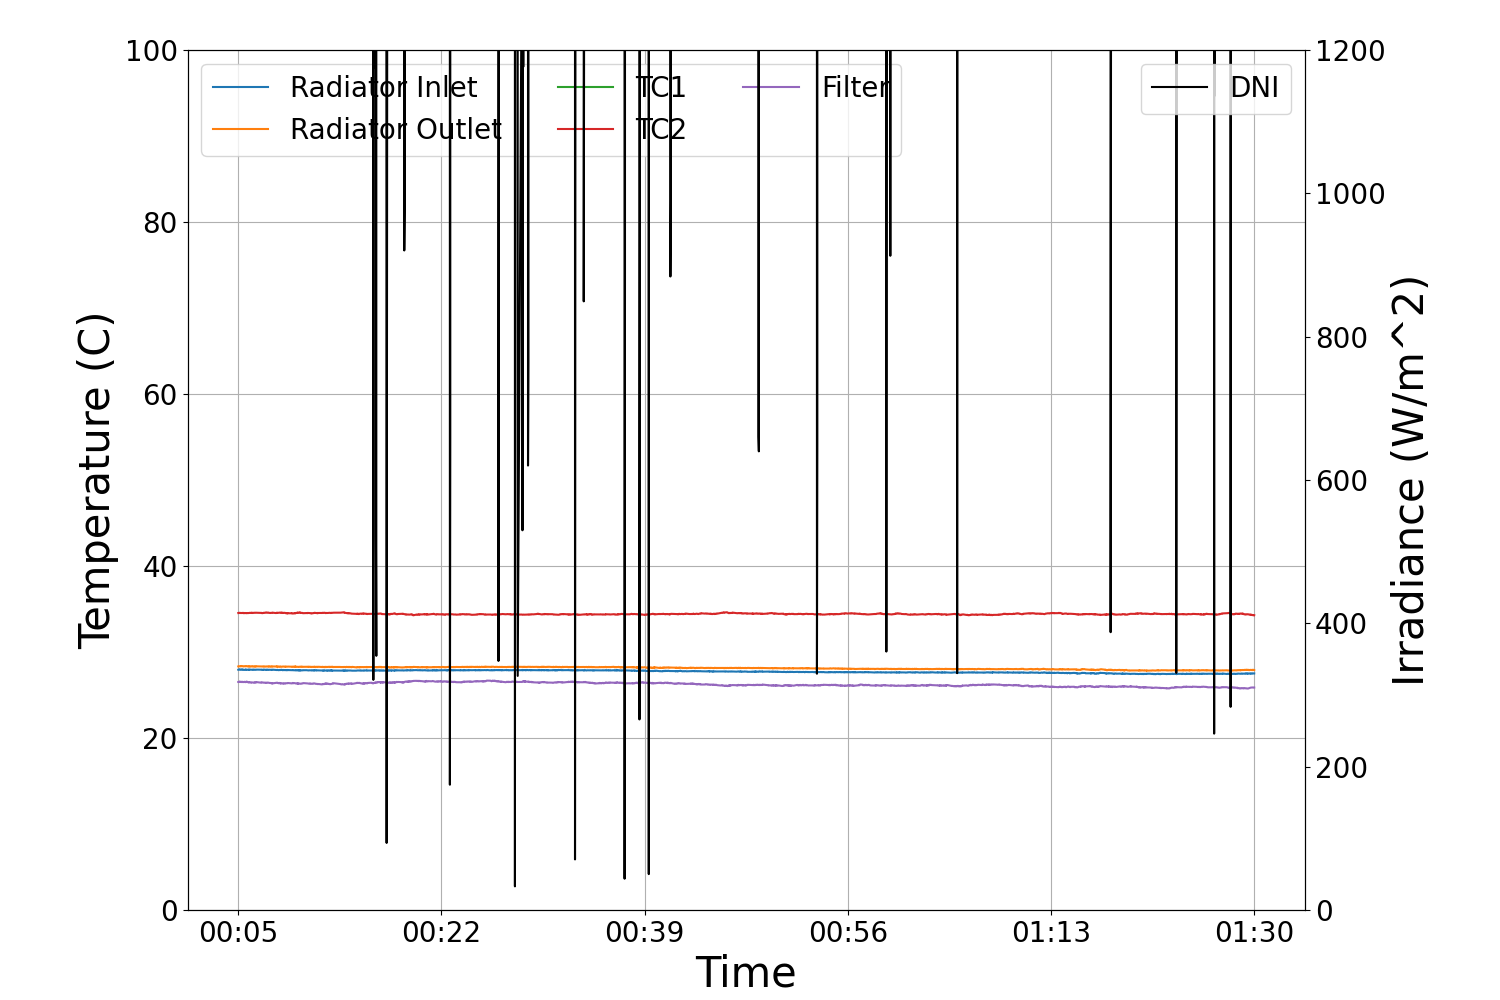 100
80
60
40
20
0
Temperature (C)
Radiator Inlet
Radiator Outlet
TC1
TC2
Filter
DNI
1200
1000
800
600
400
200
0
Irradiance (W/m^2)
00:05 00:22 00:39 00:56 01:13 01:30
Time